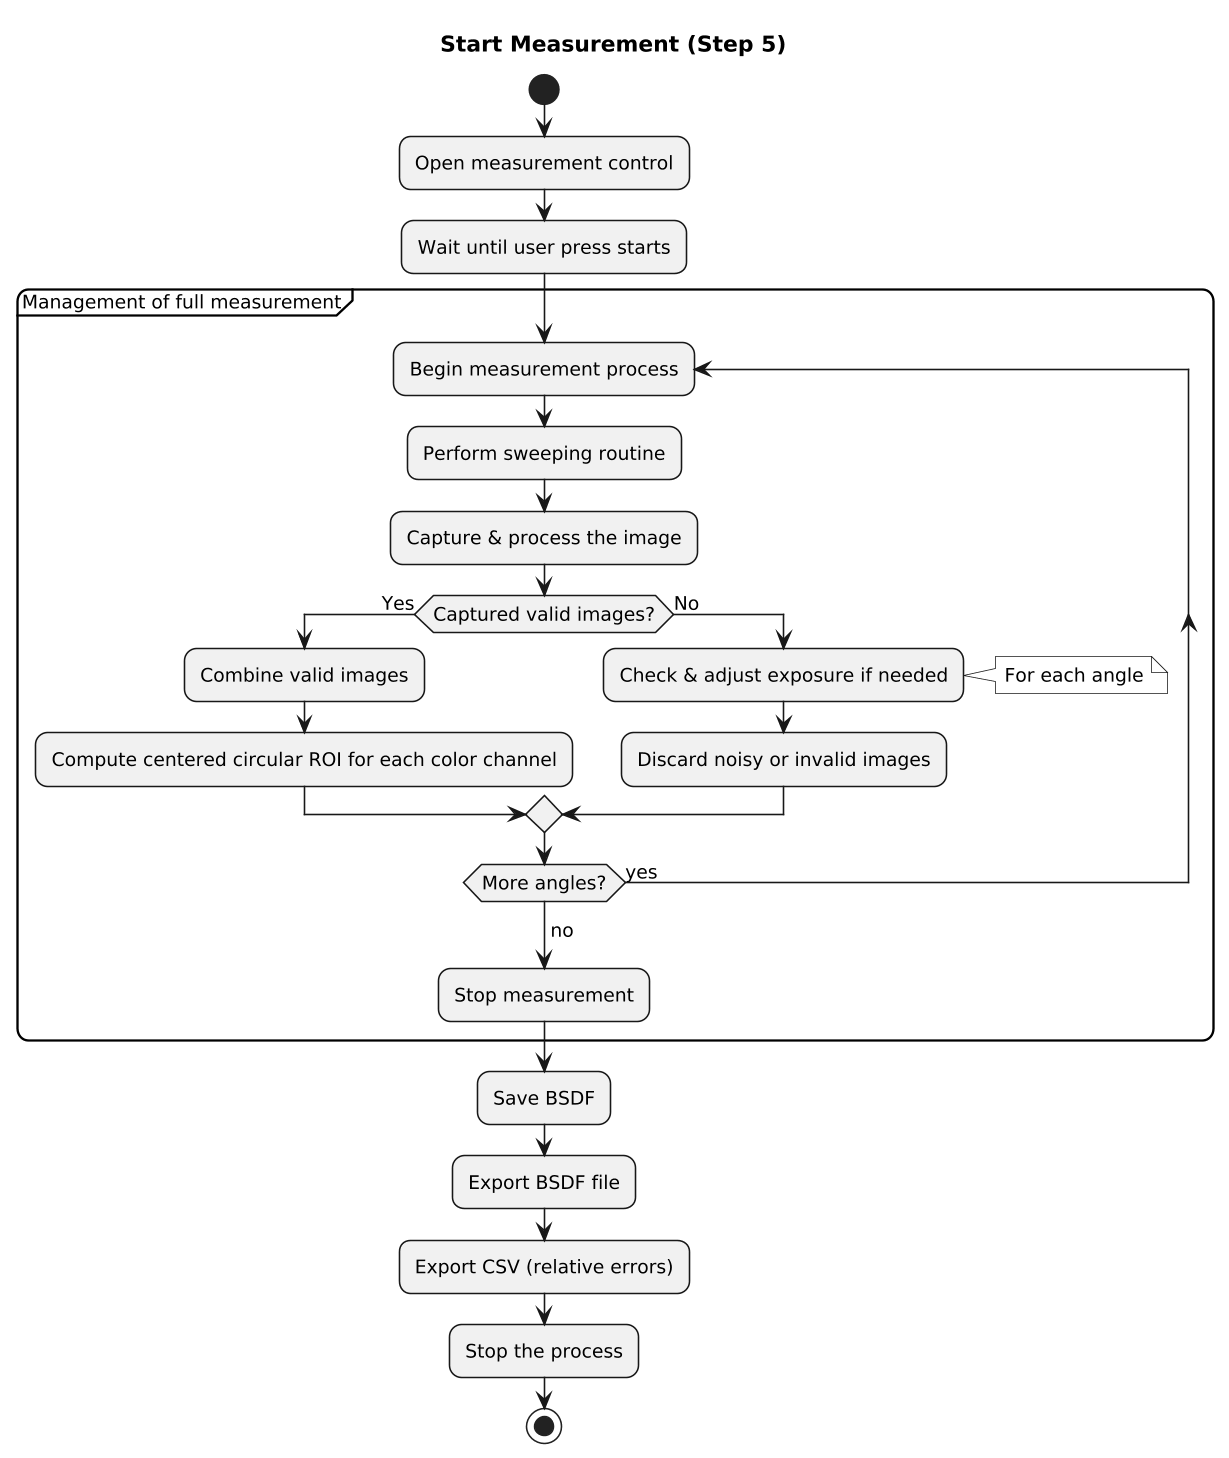 Start Measurement (Step 5)
Open measurement control
Wait until user press starts
Management of full measurement
Begin measurement process
Perform sweeping routine
Capture & process the image
Yes
Captured valid images?
No
Combine valid images
Check & adjust exposure if needed
For each angle
Compute centered circular ROI for each color channel
Discard noisy or invalid images
More angles?
yes
no
Stop measurement
Save BSDF
Export BSDF file
Export CSV (relative errors)
Stop the process